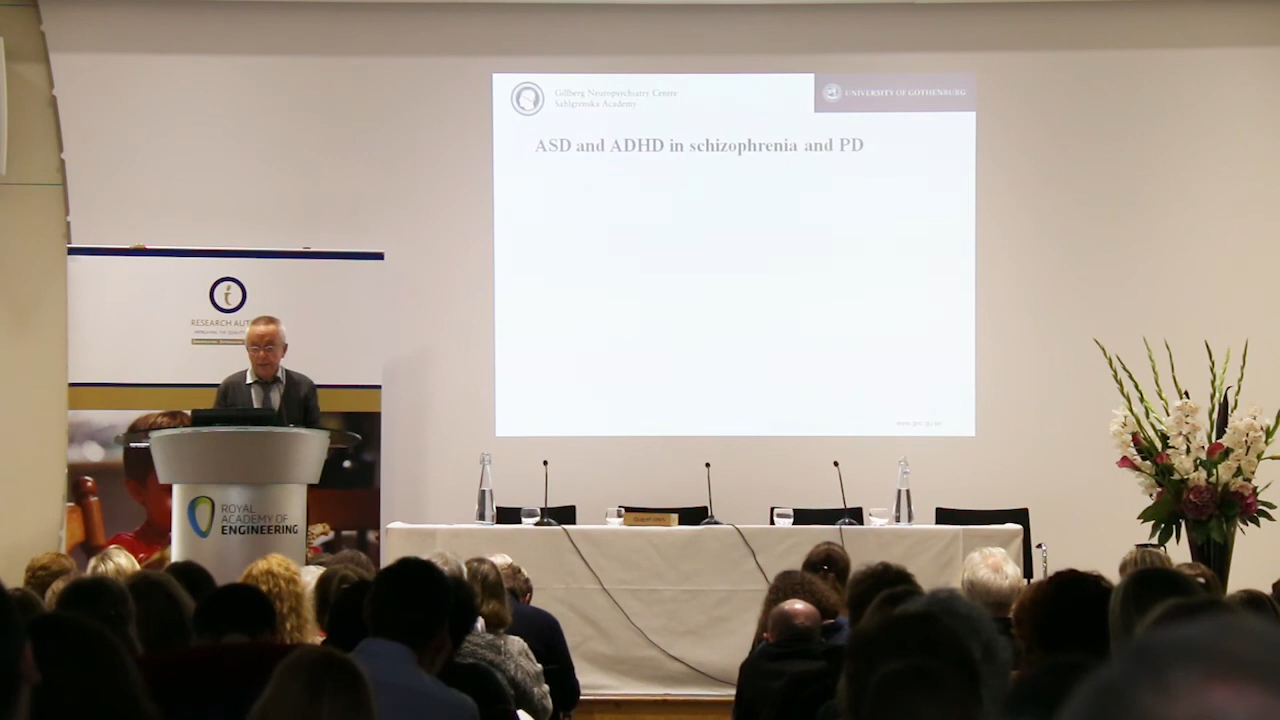 Gillberg Neuropsychiatry Centre
Sahlgrenska Academy
UNIVERSITY OF GOTHENBURG
ASD and ADHD in schizophrenia and PD
RESEARCH AUT
ROYAL
ACADEMY OF
ENGINEERING